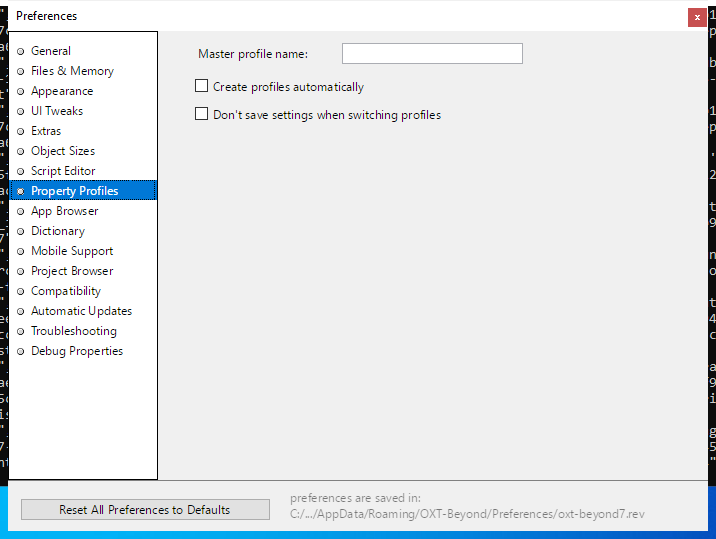 Preferences
x
General
Files & Memory
Appearance
UI Tweaks
Extras
Object Sizes
Script Editor
Property Profiles
App Browser
Dictionary
Mobile Support
Project Browser
Compatibility
Automatic Updates
Troubleshooting
Debug Properties
Master profile name:
Create profiles automatically
Don't save settings when switching profiles
Reset All Preferences to Defaults
preferences are saved in:
C:/.../AppData/Roaming/OXT-Beyond/Preferences/oxt-beyond7.rev